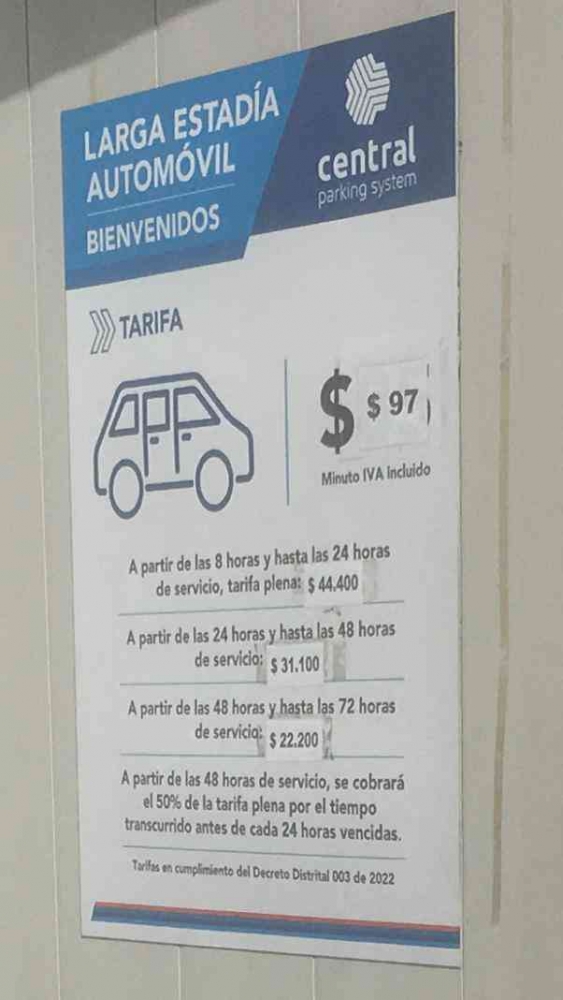 LARGA ESTADÍA
AUTOMÓVIL
BIENVENIDOS
central
parking system
TARIFA
$ $ 97
Minuto IVA Incluido
A partir de las 8 horas y hasta las 24 horas
de servicio, tarifa plena: $ 44.400
A partir de las 24 horas y hasta las 48 horas
de servicio: $ 31.100
A partir de las 48 horas y hasta las 72 horas
de servicio: $ 22.200
A partir de las 48 horas de servicio, se cobrará
el 50% de la tarifa plena por el tiempo
transcurrido antes de cada 24 horas vencidas.
Tarifas en cumplimiento del Decreto Distrital 003 de 2022